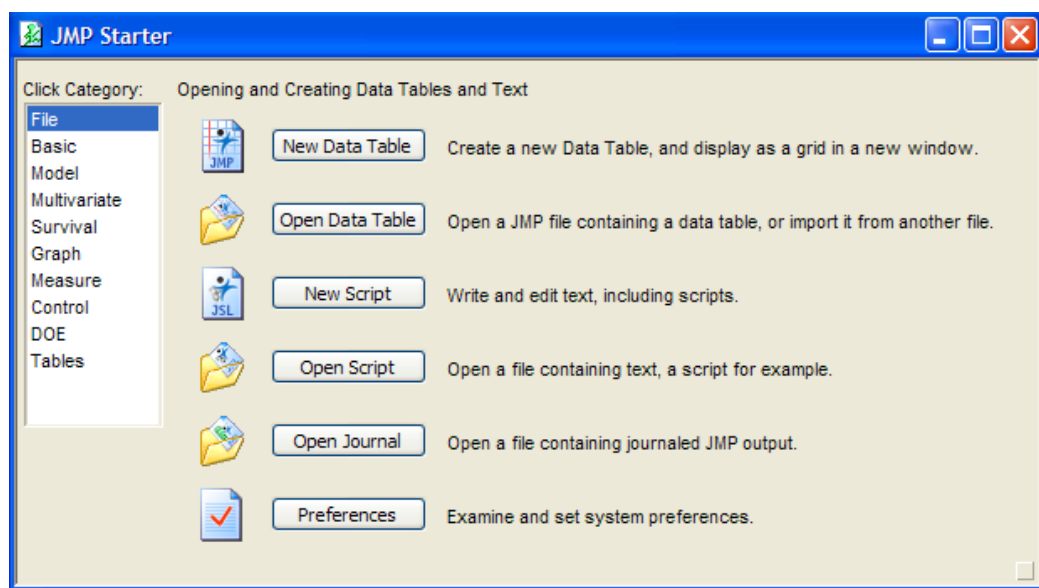 JMP Starter
Click Category:
File
Basic
Model
Multivariate
Survival
Graph
Measure
Control
DOE
Tables
Opening and Creating Data Tables and Text
JMP New Data Table Create a new Data Table, and display as a grid in a new window.
Open Data Table Open a JMP file containing a data table, or import it from another file.
JSL New Script Write and edit text, including scripts.
Open Script Open a file containing text, a script for example.
Open Journal Open a file containing journaled JMP output.
Preferences Examine and set system preferences.